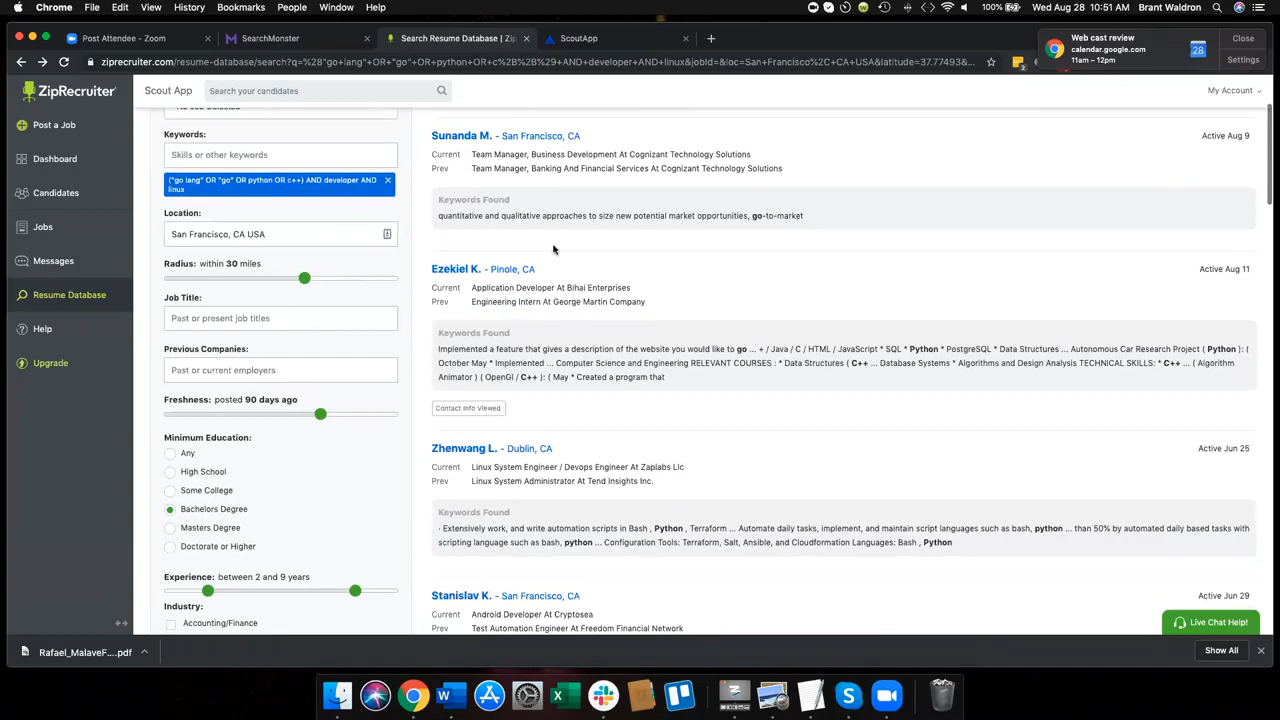 Chrome File Edit View History Bookmarks People Window Help 100% Wed Aug 28 10:51 AM Brant Waldron
Post Attendee - Zoom × SearchMonster × Search Resume Database | Zip × ScoutApp × +
Web cast review
calendar.google.com
11am – 12pm
28
Close
Settings
ziprecruiter.com/resume-database/search?q=%28"go+lang"+OR+"go"+OR+python+OR+c%2B%2B%29+AND+developer+AND+linux&jobId=&loc=San+Francisco%2C+CA+USA&latitude=37.77493&...
ZipRecruiter
Scout App
Search your candidates
My Account
Post a Job
Dashboard
Candidates
Jobs
Messages
Resume Database
Help
Upgrade
Keywords:
Skills or other keywords
("go lang" OR "go" OR python OR c++) AND developer AND
linux
Location:
San Francisco, CA USA
Radius: within 30 miles
Job Title:
Past or present job titles
Previous Companies:
Past or current employers
Freshness: posted 90 days ago
Minimum Education:
Any
High School
Some College
Bachelors Degree
Masters Degree
Doctorate or Higher
Experience: between 2 and 9 years
Industry:
Accounting/Finance
Sunanda M. - San Francisco, CA Active Aug 9
Current Team Manager, Business Development At Cognizant Technology Solutions
Prev Team Manager, Banking And Financial Services At Cognizant Technology Solutions
Keywords Found
quantitative and qualitative approaches to size new potential market opportunities, go-to-market
Ezekiel K. - Pinole, CA Active Aug 11
Current Application Developer At Bihai Enterprises
Prev Engineering Intern At George Martin Company
Keywords Found
Implemented a feature that gives a description of the website you would like to go ... + / Java / C / HTML / JavaScript * SQL * Python * PostgreSQL * Data Structures ... Autonomous Car Research Project ( Python ): (
October May * Implemented ... Computer Science and Engineering RELEVANT COURSES : * Data Structures ( C++ ... Database Systems * Algorithms and Design Analysis TECHNICAL SKILLS: * C++ ... ( Algorithm
Animator ) ( OpenGl / C++ ): ( May * Created a program that
Contact Info Viewed
Zhenwang L. - Dublin, CA Active Jun 25
Current Linux System Engineer / Devops Engineer At Zaplabs Llc
Prev Linux System Administrator At Tend Insights Inc.
Keywords Found
· Extensively work, and write automation scripts in Bash , Python , Terraform ... Automate daily tasks, implement, and maintain script languages such as bash, python ... than 50% by automated daily based tasks with
scripting language such as bash, python ... Configuration Tools: Terraform, Salt, Ansible, and Cloudformation Languages: Bash , Python
Stanislav K. - San Francisco, CA Active Jun 29
Current Android Developer At Cryptosea
Prev Test Automation Engineer At Freedom Financial Network
Live Chat Help!
Rafael_MalaveF....pdf
Show All